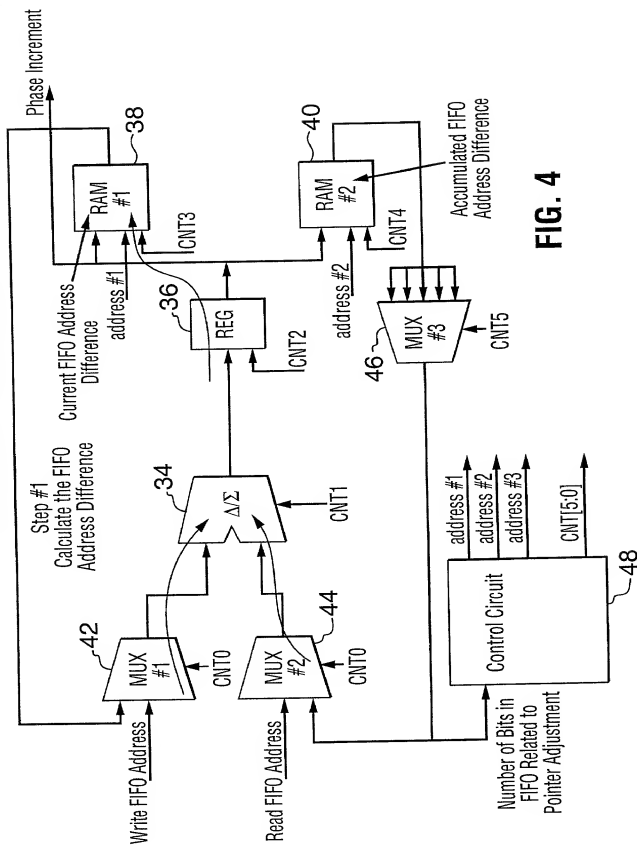 Step #1
Calculate the FIFO
Address Difference
Current FIFO Address
Difference
Phase Increment
RAM
#1
38
address #1
CNT3
36
REG
CNT2
34
Δ/Σ
CNT1
42
MUX
#1
CNT0
Write FIFO Address
44
MUX
#2
CNT0
Read FIFO Address
40
RAM
#2
address #2
CNT4
Accumulated FIFO
Address Difference
46
MUX
#3
CNT5
Number of Bits in
FIFO Related to
Pointer Adjustment
Control Circuit
48
address #1
address #2
address #3
CNT[5:0]
FIG. 4